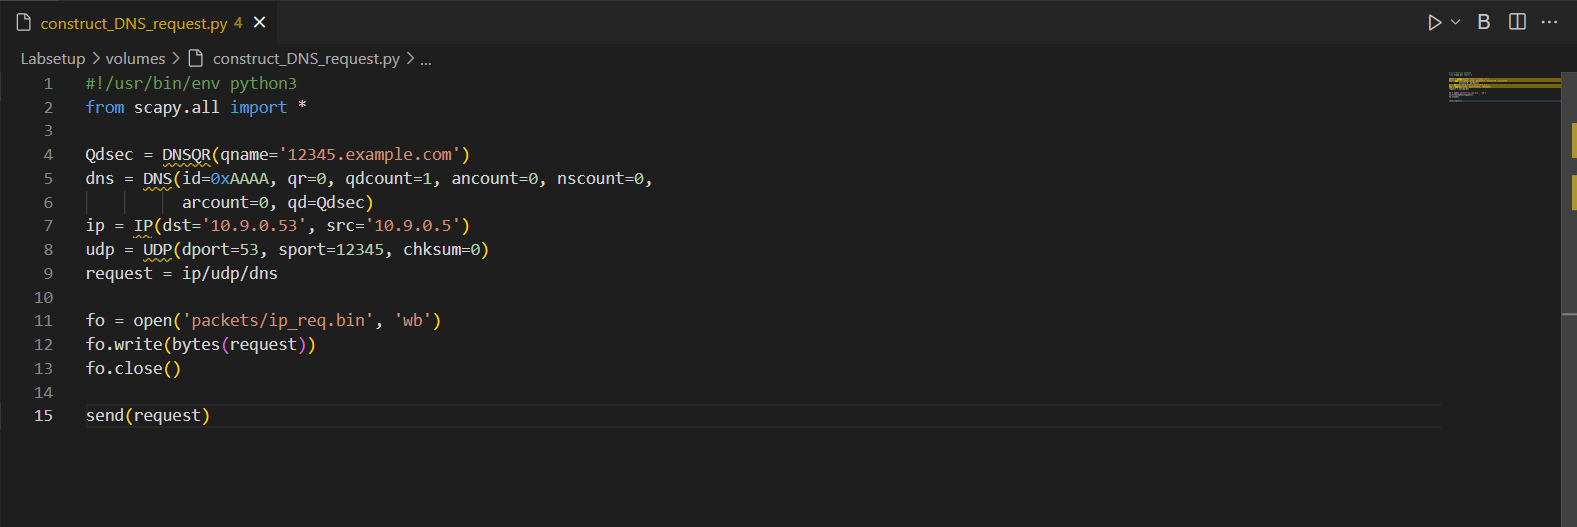 construct_DNS_request.py 4
Labsetup > volumes > construct_DNS_request.py > ...
1 #!/usr/bin/env python3
2 from scapy.all import *
3
4 Qdsec = DNSQR(qname='12345.example.com')
5 dns = DNS(id=0xAAAA, qr=0, qdcount=1, ancount=0, nscount=0,
6 arcount=0, qd=Qdsec)
7 ip = IP(dst='10.9.0.53', src='10.9.0.5')
8 udp = UDP(dport=53, sport=12345, chksum=0)
9 request = ip/udp/dns
10
11 fo = open('packets/ip_req.bin', 'wb')
12 fo.write(bytes(request))
13 fo.close()
14
15 send(request)